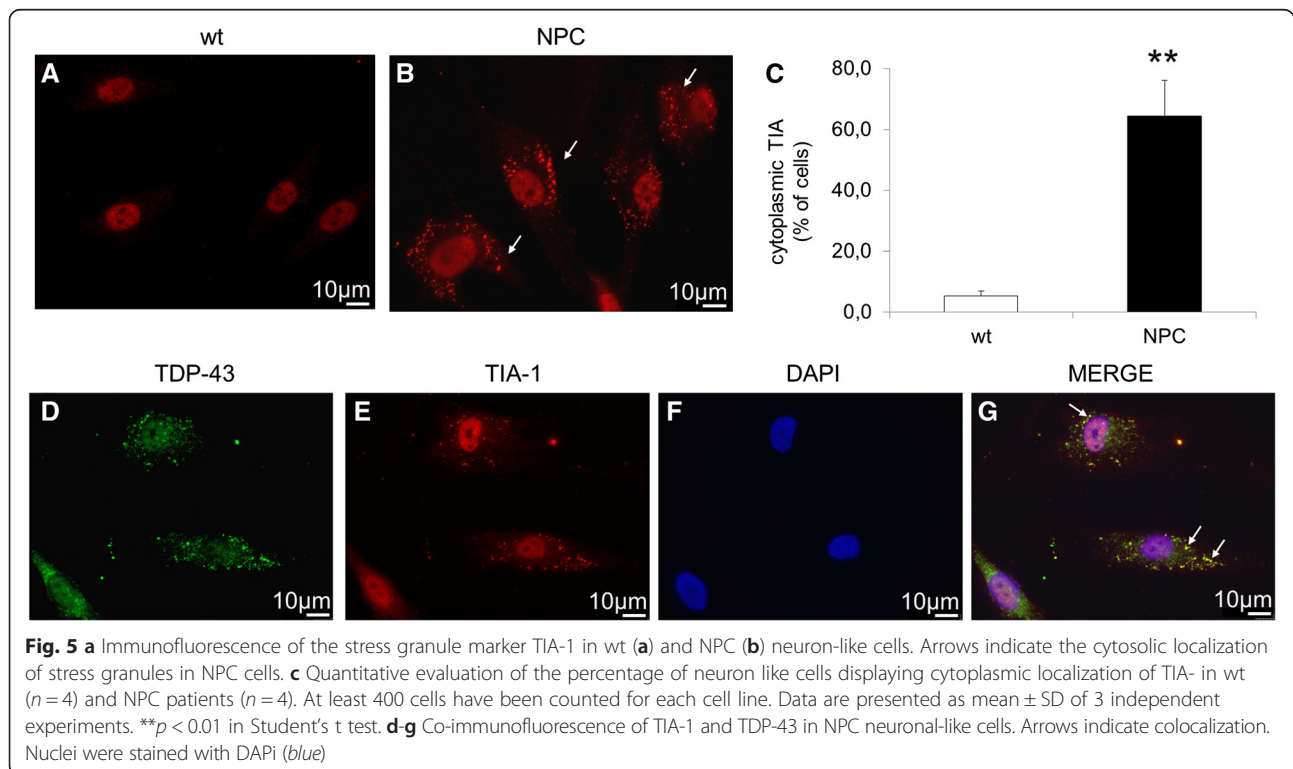 wt
NPC
A
10μm
B
10μm
C
**
80,0
60,0
40,0
20,0
0,0
cytoplasmic TIA
(% of cells)
wt
NPC
TDP-43
TIA-1
DAPI
MERGE
D
10μm
E
10μm
F
10μm
G
10μm
Fig. 5 a Immunofluorescence of the stress granule marker TIA-1 in wt (a) and NPC (b) neuron-like cells. Arrows indicate the cytosolic localization
of stress granules in NPC cells. c Quantitative evaluation of the percentage of neuron like cells displaying cytoplasmic localization of TIA- in wt
(n = 4) and NPC patients (n = 4). At least 400 cells have been counted for each cell line. Data are presented as mean ± SD of 3 independent
experiments. **p < 0.01 in Student's t test. d-g Co-immunofluorescence of TIA-1 and TDP-43 in NPC neuronal-like cells. Arrows indicate colocalization.
Nuclei were stained with DAPi (blue)